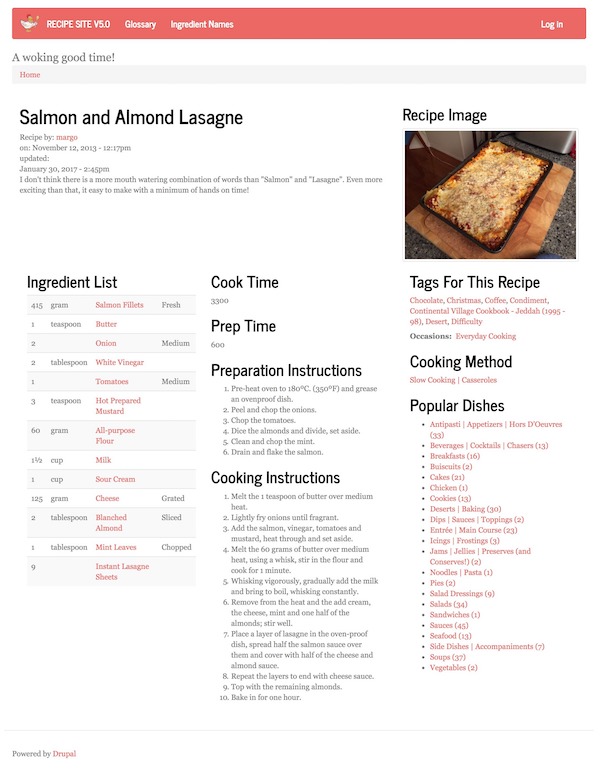 RECIPE SITE V5.0 Glossary Ingredient Names Log in
A woking good time!
Home
Salmon and Almond Lasagne
Recipe by: margo
on: November 12, 2013 - 12:17pm
updated:
January 30, 2017 - 2:45pm
I don't think there is a more mouth watering combination of words than "Salmon" and "Lasagne". Even more
exciting than that, it easy to make with a minimum of hands on time!
Recipe Image
Ingredient List
415 gram Salmon Fillets Fresh
1 teaspoon Butter
2 Onion Medium
2 tablespoon White Vinegar
1 Tomatoes Medium
3 teaspoon Hot Prepared
Mustard
60 gram All-purpose
Flour
1½ cup Milk
1 cup Sour Cream
125 gram Cheese Grated
2 tablespoon Blanched Sliced
Almond
1 tablespoon Mint Leaves Chopped
9 Instant Lasagne
Sheets
Cook Time
3300
Prep Time
600
Preparation Instructions
1. Pre-heat oven to 180ºC. (350ºF) and grease
an ovenproof dish.
2. Peel and chop the onions.
3. Chop the tomatoes.
4. Dice the almonds and divide, set aside.
5. Clean and chop the mint.
6. Drain and flake the salmon.
Cooking Instructions
1. Melt the 1 teaspoon of butter over medium
heat.
2. Lightly fry onions until fragrant.
3. Add the salmon, vinegar, tomatoes and
mustard, heat through and set aside.
4. Melt the 60 grams of butter over medium
heat, using a whisk, stir in the flour and
cook for 1 minute.
5. Whisking vigorously, gradually add the milk
and bring to boil, whisking constantly.
6. Remove from the heat and the add cream,
the cheese, mint and one half of the
almonds; stir well.
7. Place a layer of lasagne in the oven-proof
dish, spread half the salmon sauce over
them and cover with half of the cheese and
almond sauce.
8. Repeat the layers to end with cheese sauce.
9. Top with the remaining almonds.
10. Bake in for one hour.
Tags For This Recipe
Chocolate, Christmas, Coffee, Condiment,
Continental Village Cookbook - Jeddah (1995 -
98), Desert, Difficulty
Occasions: Everyday Cooking
Cooking Method
Slow Cooking | Casseroles
Popular Dishes
Antipasti | Appetizers | Hors D'Oeuvres
(33)
Beverages | Cocktails | Chasers (13)
Breakfasts (16)
Buiscuits (2)
Cakes (21)
Chicken (1)
Cookies (13)
Deserts | Baking (30)
Dips | Sauces | Toppings (2)
Entrée | Main Course (23)
Icings | Frostings (3)
Jams | Jellies | Preserves (and
Conserves!) (2)
Noodles | Pasta (1)
Pies (2)
Salad Dressings (9)
Salads (34)
Sandwiches (1)
Sauces (45)
Seafood (13)
Side Dishes | Accompaniments (7)
Soups (37)
Vegetables (2)
Powered by Drupal